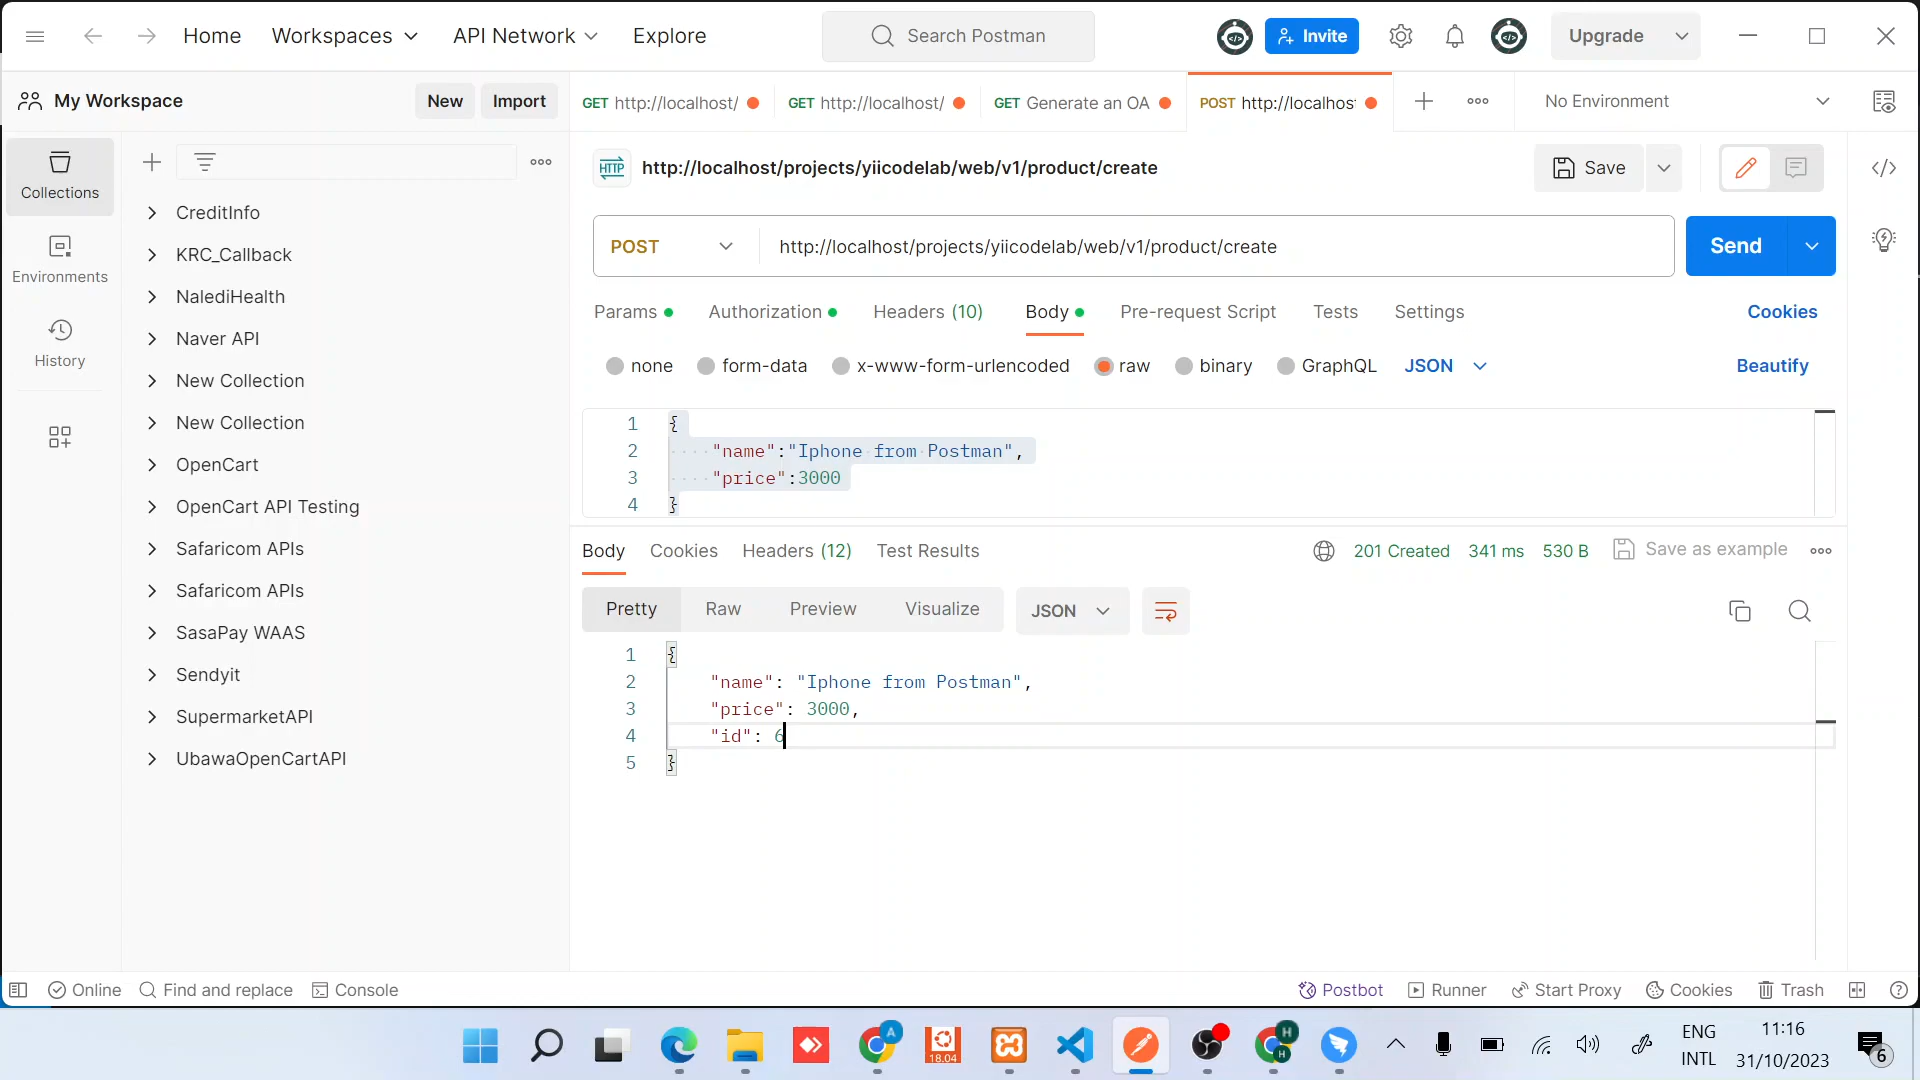 Home Workspaces API Network Explore Search Postman Invite Upgrade
My Workspace New Import GET http://localhost/ GET http://localhost/ GET Generate an OA POST http://localhos No Environment
Collections
Environments
History
CreditInfo
KRC_Callback
NalediHealth
Naver API
New Collection
New Collection
OpenCart
OpenCart API Testing
Safaricom APIs
Safaricom APIs
SasaPay WAAS
Sendyit
SupermarketAPI
UbawaOpenCartAPI
HTTP http://localhost/projects/yiicodelab/web/v1/product/create Save
POST http://localhost/projects/yiicodelab/web/v1/product/create Send
Params Authorization Headers (10) Body Pre-request Script Tests Settings Cookies
none form-data x-www-form-urlencoded raw binary GraphQL JSON Beautify
1 {
2 "name":"Iphone from Postman",
3 "price":3000
4 }
Body Cookies Headers (12) Test Results 201 Created 341 ms 530 B Save as example
Pretty Raw Preview Visualize JSON
1 {
2 "name": "Iphone from Postman",
3 "price": 3000,
4 "id": 6
5 }
Online Find and replace Console Postbot Runner Start Proxy Cookies Trash
A 18.04 H H ENG 11:16
INTL 31/10/2023 6